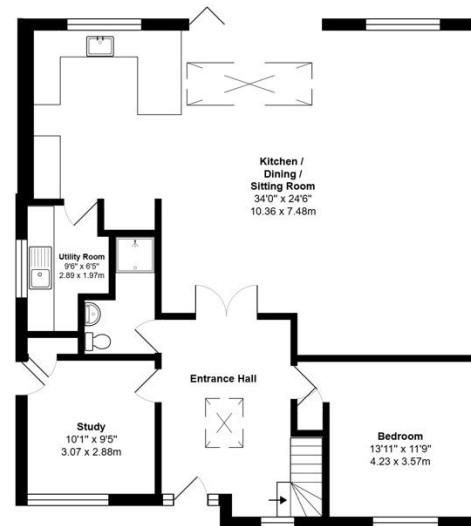 Kitchen /
Dining /
Sitting Room
34'0" x 24'6"
10.36 x 7.48m
Utility Room
9'6" x 6'5"
2.89 x 1.97m
Entrance Hall
Study
10'1" x 9'5"
3.07 x 2.88m
Bedroom
13'11" x 11'9"
4.23 x 3.57m